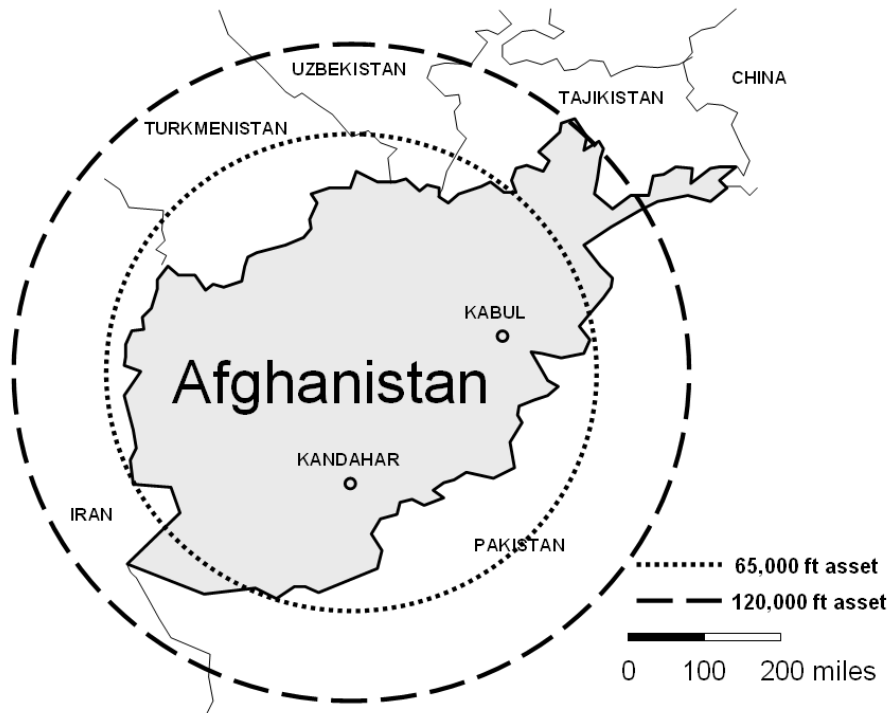 UZBEKISTAN
CHINA
TAJIKISTAN
TURKMENISTAN
KABUL
Afghanistan
KANDAHAR
IRAN
PAKISTAN
65,000 ft asset
120,000 ft asset
0 100 200 miles